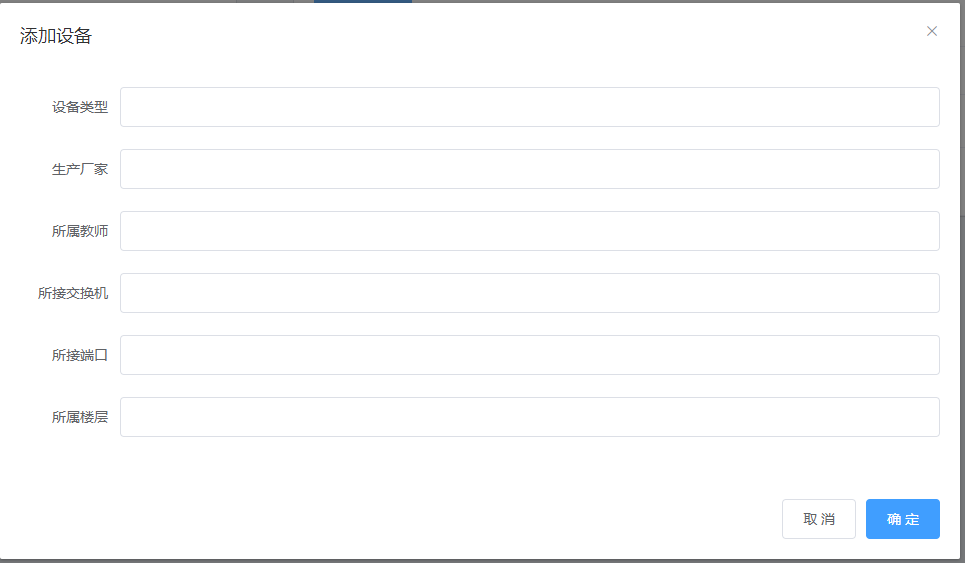 添加设备
设备类型
生产厂家
所属教师
所接交换机
所接端口
所属楼层
取 消
确 定